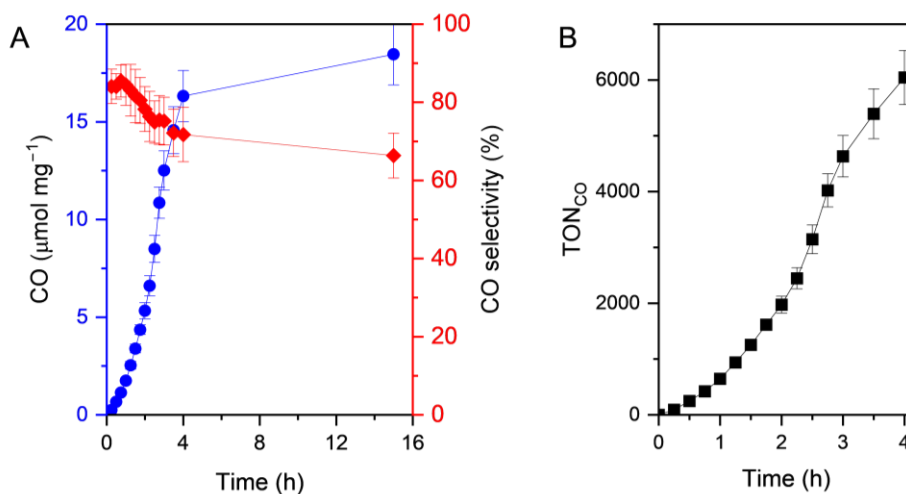 A
CO (μmol mg⁻¹)
20
15
10
5
0
0 4 8 12 16
Time (h)
100
80
60
40
20
0
CO selectivity (%)
B
TON_CO
6000
4000
2000
0
0 1 2 3 4
Time (h)